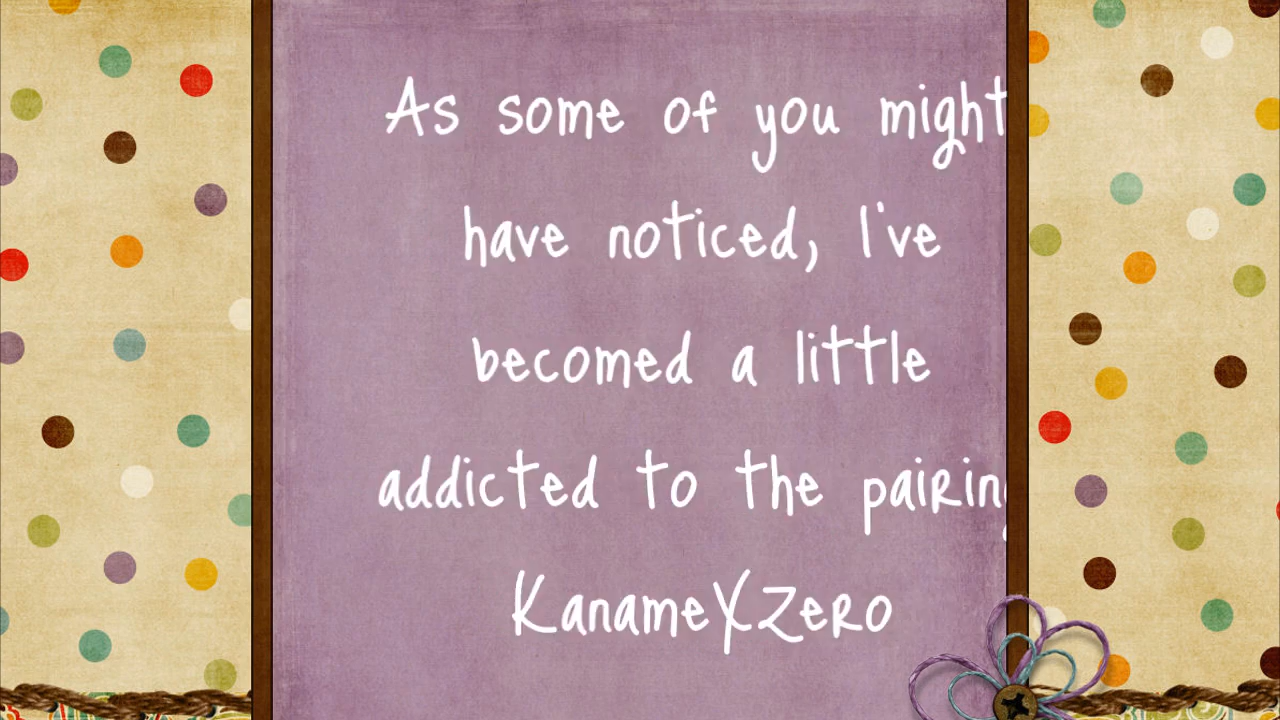 As some of you might
have noticed, I've
becomed a little
addicted to the pairing
KanameXZero